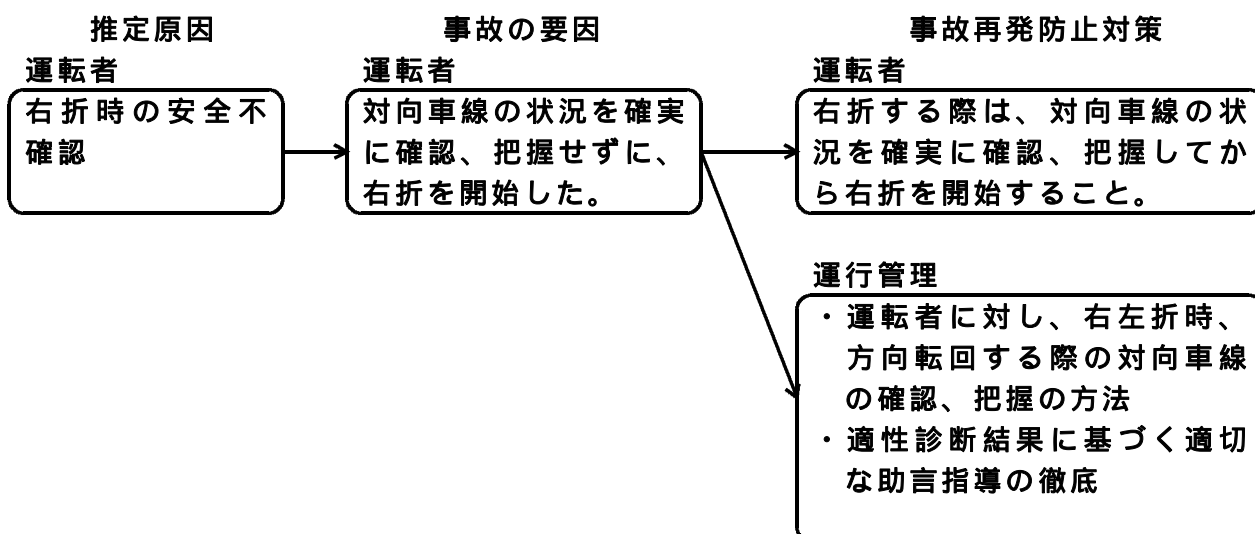 推定原因
運転者
右折時の安全不
確認
事故の要因
運転者
対向車線の状況を確実
に確認、把握せずに、
右折を開始した。
事故再発防止対策
運転者
右折する際は、対向車線の状
況を確実に確認、把握してか
ら右折を開始すること。
運行管理
・運転者に対し、右左折時、
方向転回する際の対向車線
の確認、把握の方法
・適性診断結果に基づく適切
な助言指導の徹底